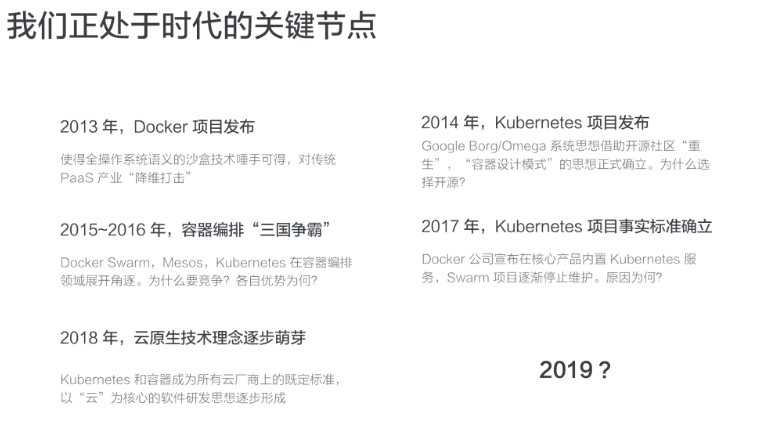 我们正处于时代的关键节点
2013 年，Docker 项目发布
使得全操作系统语义的沙盒技术唾手可得，对传统
PaaS 产业“降维打击”
2014 年，Kubernetes 项目发布
Google Borg/Omega 系统思想借助开源社区“重
生”，“容器设计模式”的思想正式确立。为什么选
择开源？
2015~2016 年，容器编排“三国争霸”
Docker Swarm，Mesos，Kubernetes 在容器编排
领域展开角逐。为什么要竞争？各自优势为何？
2017 年，Kubernetes 项目事实标准确立
Docker 公司宣布在核心产品内置 Kubernetes 服
务，Swarm 项目逐渐停止维护。原因为何？
2018 年，云原生技术理念逐步萌芽
Kubernetes 和容器成为所有云厂商上的既定标准，
以“云”为核心的软件研发思想逐步形成
2019？